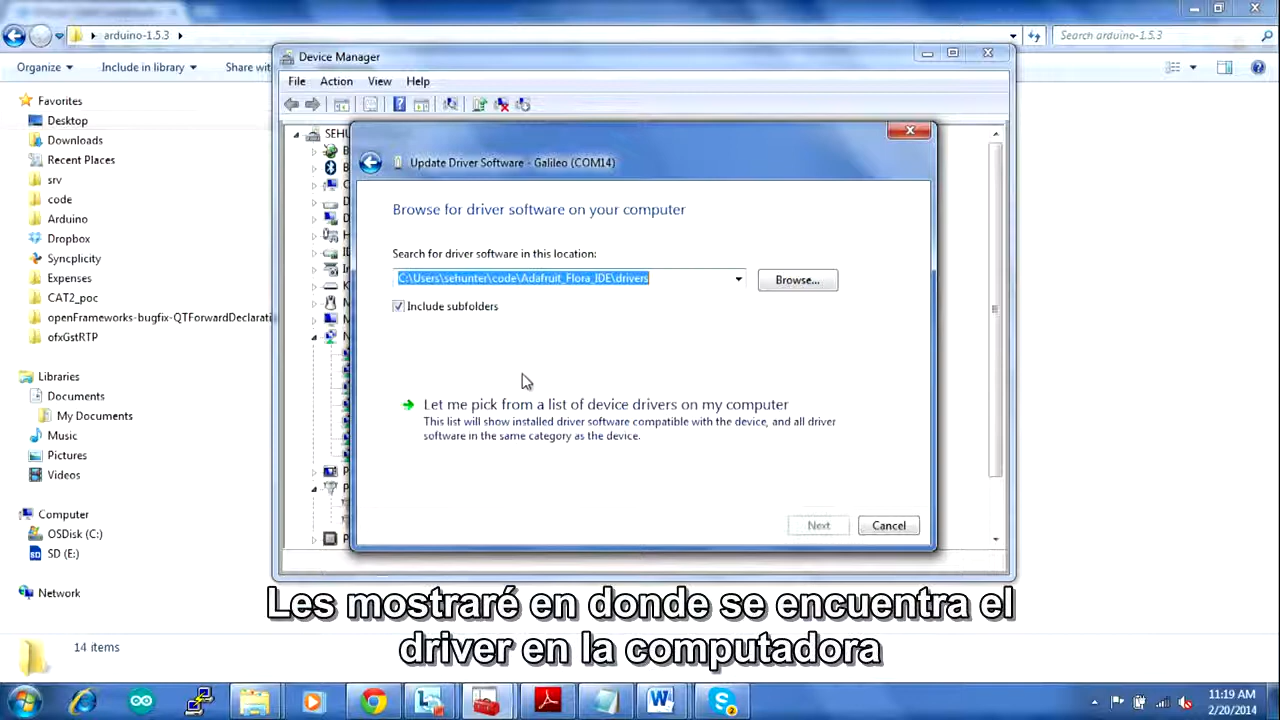 arduino-1.5.3
Search arduino-1.5.3
Organize
Include in library
Share with
Device Manager
File Action View Help
Favorites
Desktop
Downloads
Recent Places
srv
code
Arduino
Dropbox
Syncplicity
Expenses
CAT2_poc
openFrameworks-bugfix-QTForwardDeclarati
ofxGstRTP
Libraries
Documents
My Documents
Music
Pictures
Videos
Computer
OSDisk (C:)
SD (E:)
Network
14 items
SEHU
Update Driver Software - Galileo (COM14)
Browse for driver software on your computer
Search for driver software in this location:
C:\Users\sehunter\code\Adafruit_Flora_IDE\drivers
Browse...
Include subfolders
Let me pick from a list of device drivers on my computer
This list will show installed driver software compatible with the device, and all driver
software in the same category as the device.
Next
Cancel
Les mostraré en donde se encuentra el
driver en la computadora
11:19 AM
2/20/2014